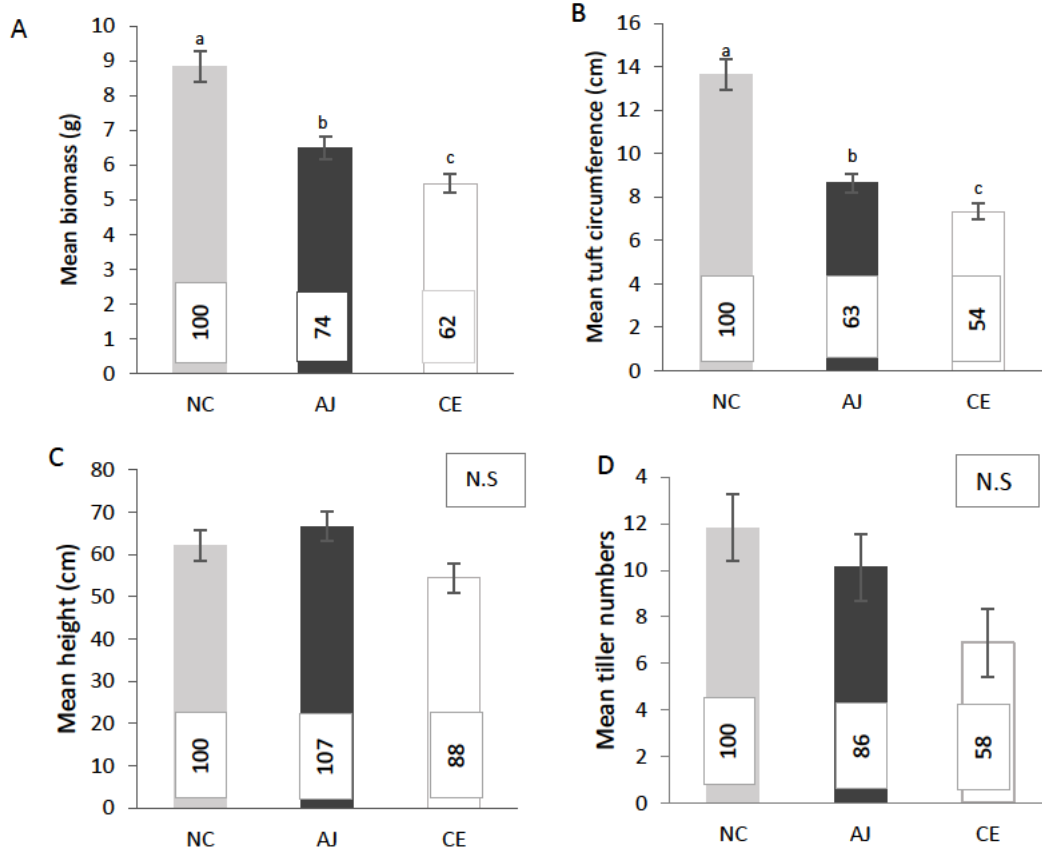 A
Mean biomass (g)
10
9
8
7
6
5
4
3
2
1
0
a
b
c
100
74
62
NC AJ CE
B
Mean tuft circumference (cm)
16
14
12
10
8
6
4
2
0
a
b
c
100
63
54
NC AJ CE
C
N.S
Mean height (cm)
80
70
60
50
40
30
20
10
0
100
107
88
NC AJ CE
D
N.S
Mean tiller numbers
4
12
10
8
6
4
2
0
100
86
58
NC AJ CE